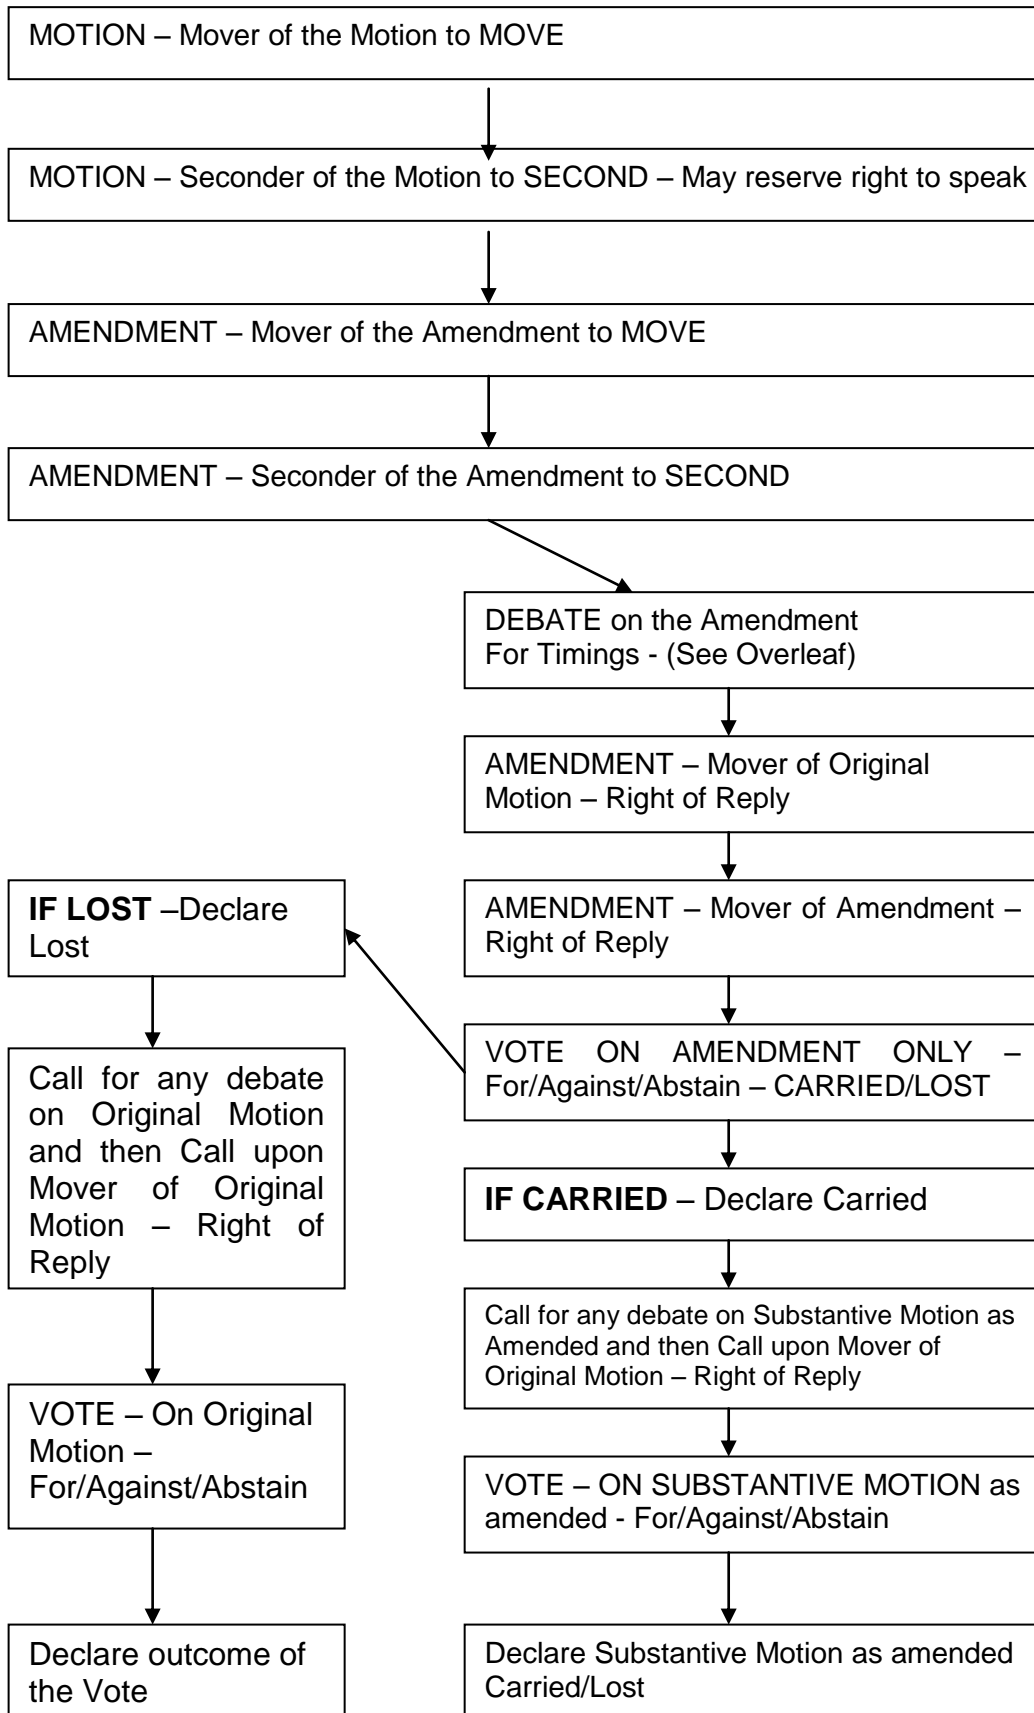 MOTION – Mover of the Motion to MOVE
MOTION – Seconder of the Motion to SECOND – May reserve right to speak
AMENDMENT – Mover of the Amendment to MOVE
AMENDMENT – Seconder of the Amendment to SECOND
DEBATE on the Amendment
For Timings - (See Overleaf)
AMENDMENT – Mover of Original
Motion – Right of Reply
AMENDMENT – Mover of Amendment –
Right of Reply
VOTE ON AMENDMENT ONLY –
For/Against/Abstain – CARRIED/LOST
IF LOST –Declare
Lost
Call for any debate
on Original Motion
and then Call upon
Mover of Original
Motion – Right of
Reply
VOTE – On Original
Motion –
For/Against/Abstain
Declare outcome of
the Vote
IF CARRIED – Declare Carried
Call for any debate on Substantive Motion as
Amended and then Call upon Mover of
Original Motion – Right of Reply
VOTE – ON SUBSTANTIVE MOTION as
amended - For/Against/Abstain
Declare Substantive Motion as amended
Carried/Lost